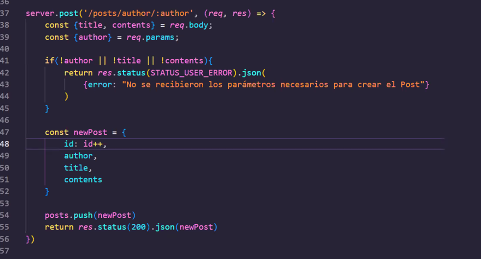 36
37 server.post('/posts/author/:author', (req, res) => {
38 const {title, contents} = req.body;
39 const {author} = req.params;
40
41 if(!author || !title || !contents){
42 return res.status(STATUS_USER_ERROR).json(
43 {error: "No se recibieron los parámetros necesarios para crear el Post"}
44 )
45 }
46
47 const newPost = {
48 id: id++,
49 author,
50 title,
51 contents
52 }
53
54 posts.push(newPost)
55 return res.status(200).json(newPost)
56 })
57